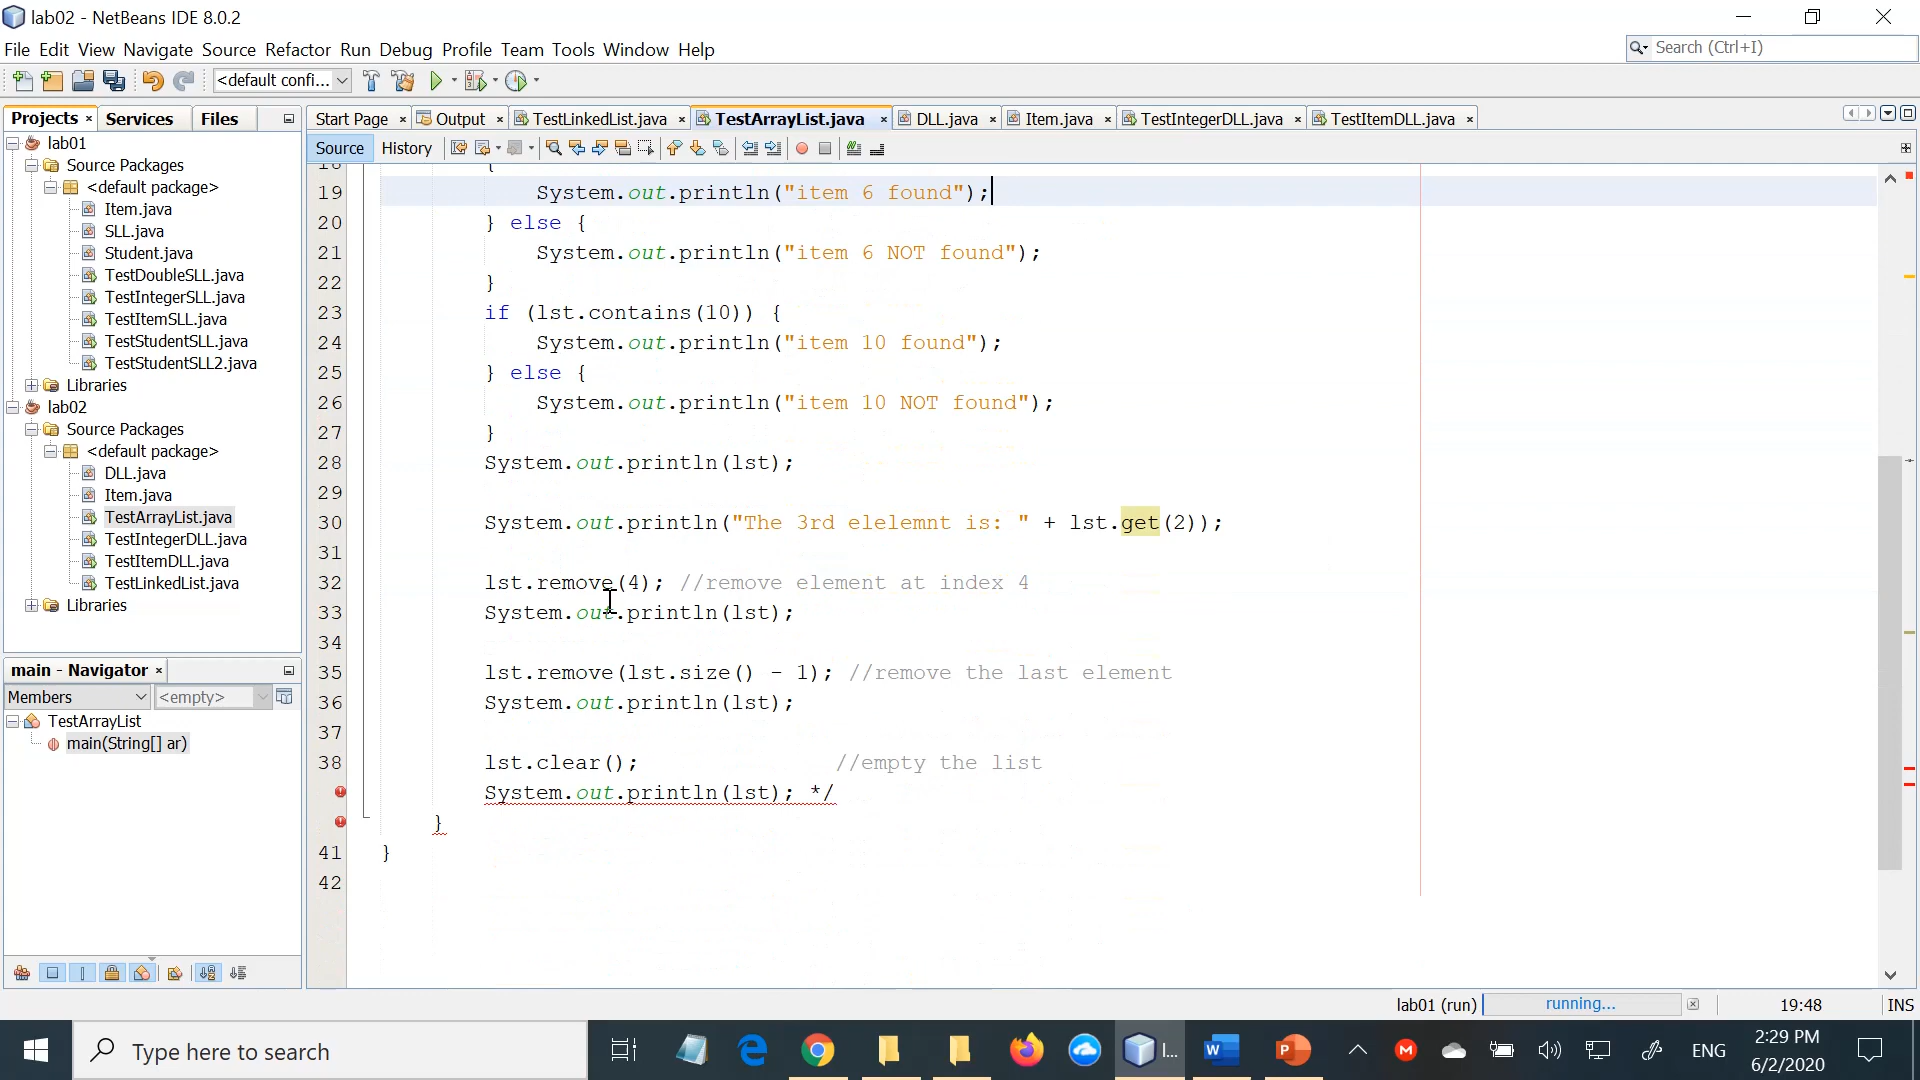 lab02 - NetBeans IDE 8.0.2
File Edit View Navigate Source Refactor Run Debug Profile Team Tools Window Help
Search (Ctrl+I)
<default confi...
Projects Services Files
Start Page Output TestLinkedList.java TestArrayList.java DLL.java Item.java TestIntegerDLL.java TestItemDLL.java
Source History
lab01
Source Packages
<default package>
Item.java
SLL.java
Student.java
TestDoubleSLL.java
TestIntegerSLL.java
TestItemSLL.java
TestStudentSLL.java
TestStudentSLL2.java
Libraries
lab02
Source Packages
<default package>
DLL.java
Item.java
TestArrayList.java
TestIntegerDLL.java
TestItemDLL.java
TestLinkedList.java
Libraries
main - Navigator
Members <empty>
TestArrayList
main(String[] ar)
18 {
19 System.out.println("item 6 found");
20 } else {
21 System.out.println("item 6 NOT found");
22 }
23 if (lst.contains(10)) {
24 System.out.println("item 10 found");
25 } else {
26 System.out.println("item 10 NOT found");
27 }
28 System.out.println(lst);
29
30 System.out.println("The 3rd elelemnt is: " + lst.get(2));
31
32 lst.remove(4); //remove element at index 4
33 System.out.println(lst);
34
35 lst.remove(lst.size() - 1); //remove the last element
36 System.out.println(lst);
37
38 lst.clear(); //empty the list
System.out.println(lst); */
}
41 }
42
lab01 (run) running... 19:48 INS
Type here to search
I...
ENG
2:29 PM
6/2/2020